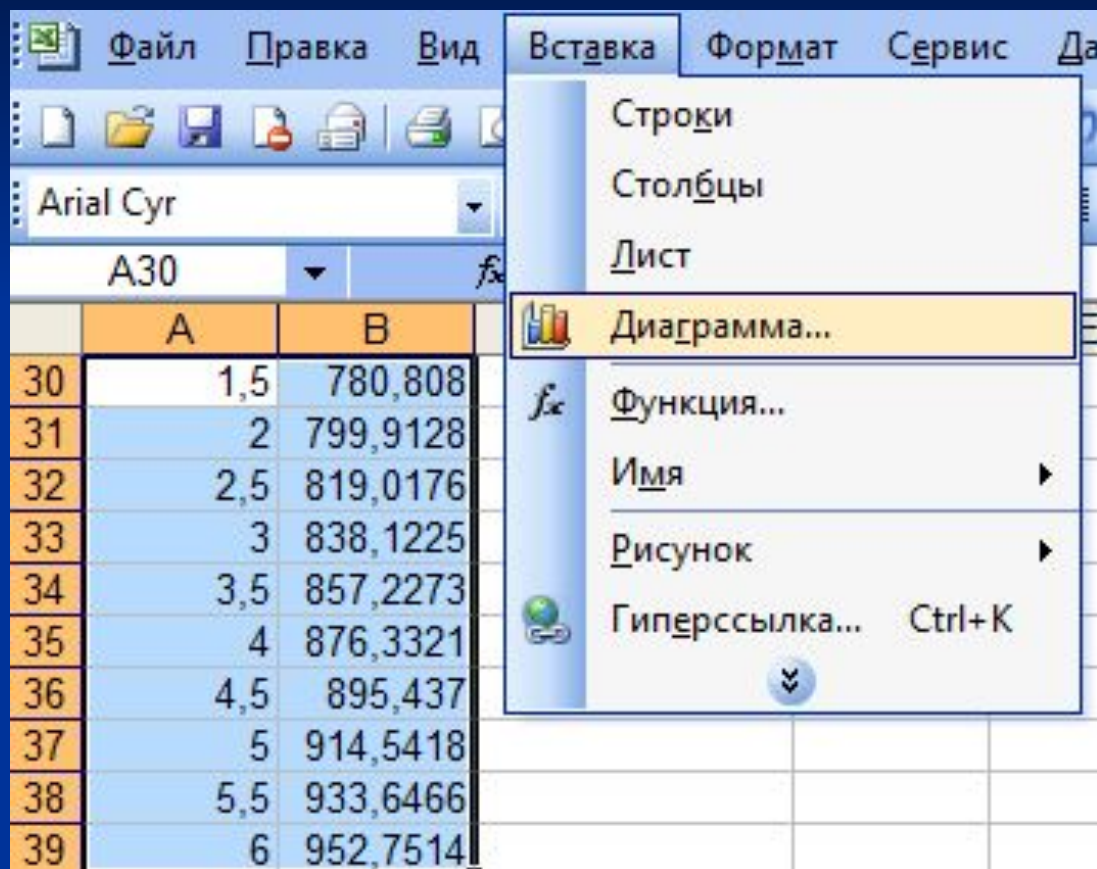 Файл Правка Вид Вставка Формат Сервис Да
Arial Cyr
A30 fx
Строки
Столбцы
Лист
Диаграмма...
fx Функция...
Имя
Рисунок
Гиперссылка... Ctrl+K
A B
30 1,5 780,808
31 2 799,9128
32 2,5 819,0176
33 3 838,1225
34 3,5 857,2273
35 4 876,3321
36 4,5 895,437
37 5 914,5418
38 5,5 933,6466
39 6 952,7514